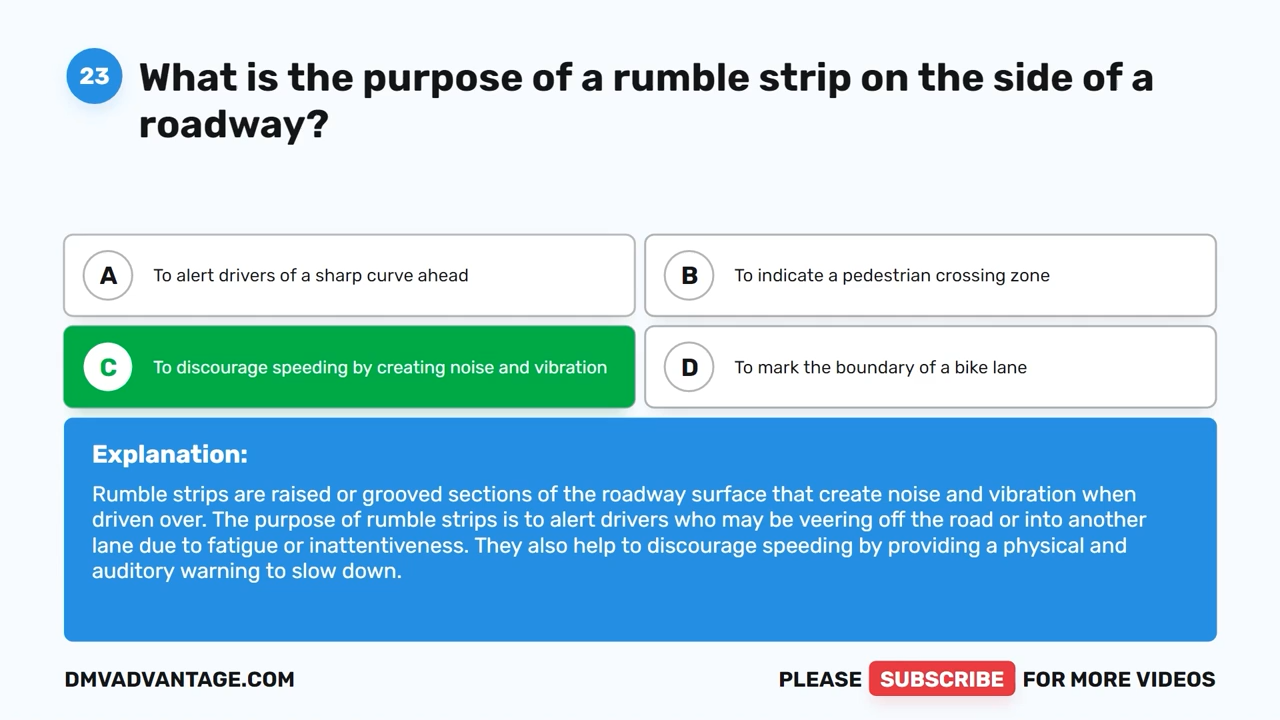 23
What is the purpose of a rumble strip on the side of a
roadway?
A To alert drivers of a sharp curve ahead
B To indicate a pedestrian crossing zone
C To discourage speeding by creating noise and vibration
D To mark the boundary of a bike lane
Explanation:
Rumble strips are raised or grooved sections of the roadway surface that create noise and vibration when
driven over. The purpose of rumble strips is to alert drivers who may be veering off the road or into another
lane due to fatigue or inattentiveness. They also help to discourage speeding by providing a physical and
auditory warning to slow down.
DMVADVANTAGE.COM
PLEASE SUBSCRIBE FOR MORE VIDEOS